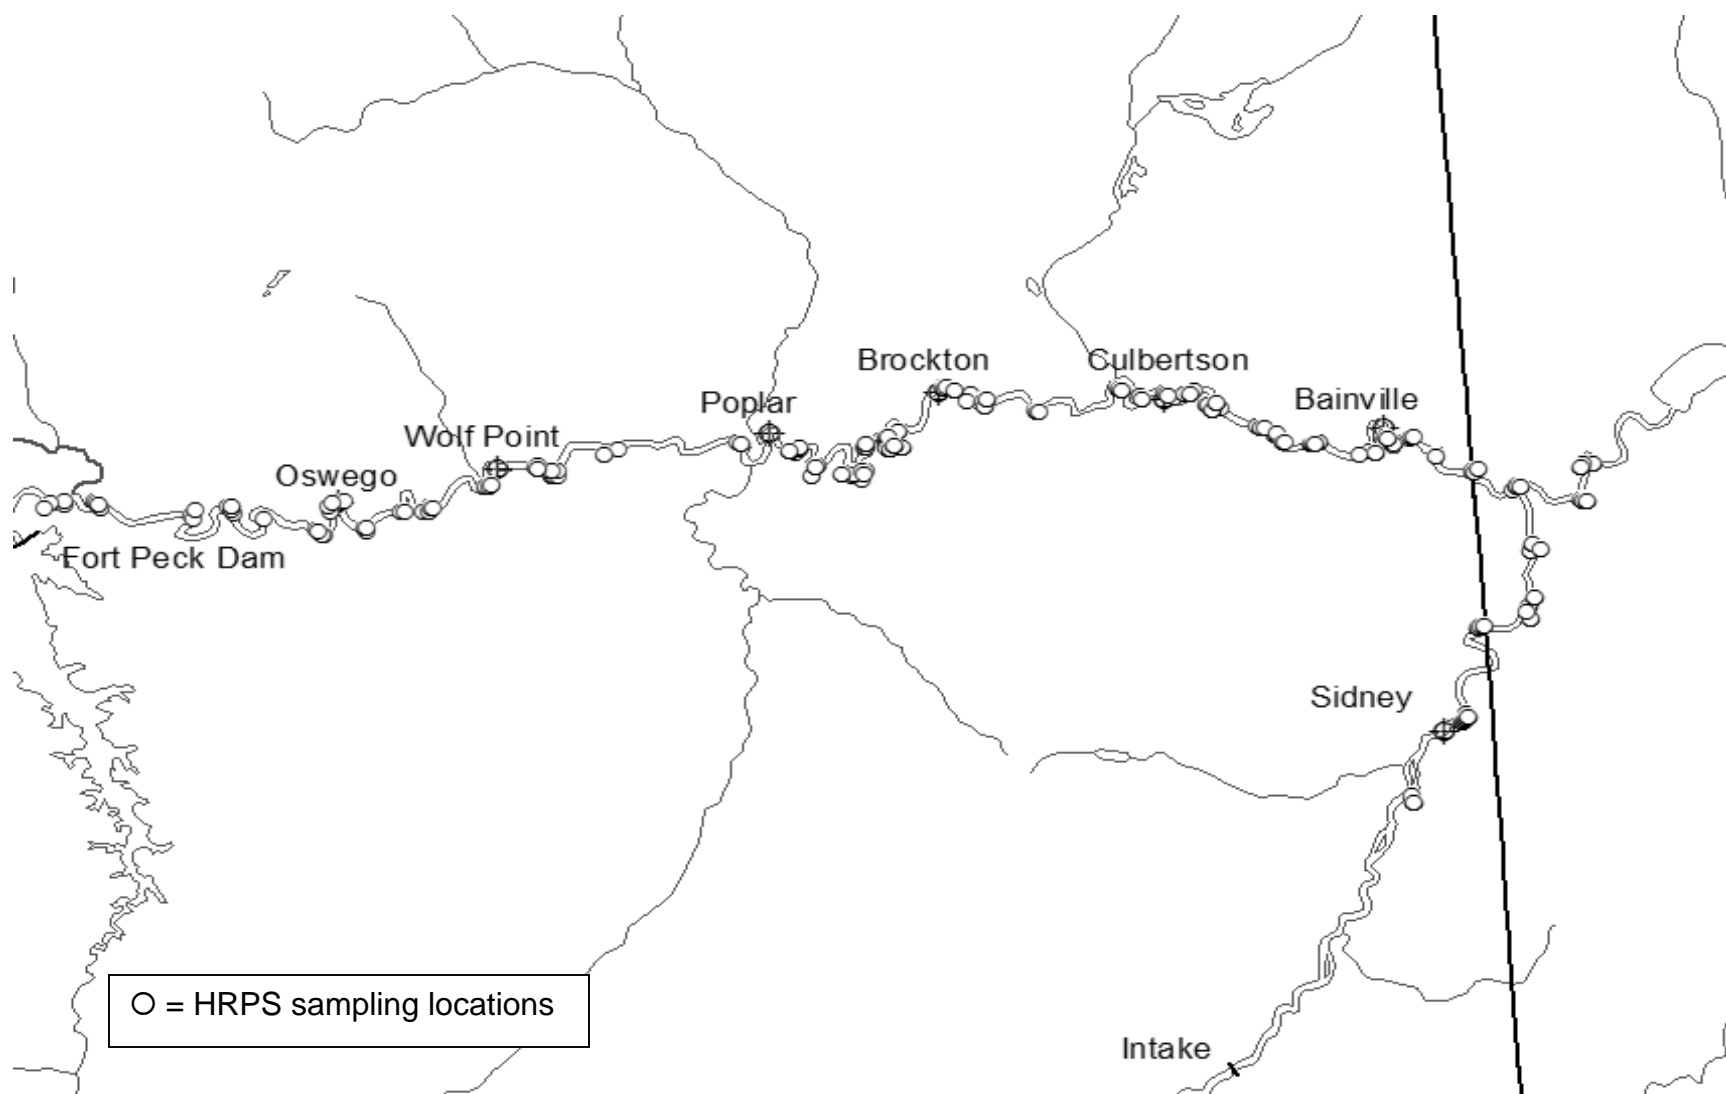 Brockton
Culbertson
Poplar
Bainville
Wolf Point
Oswego
Fort Peck Dam
Sidney
O = HRPS sampling locations
Intake